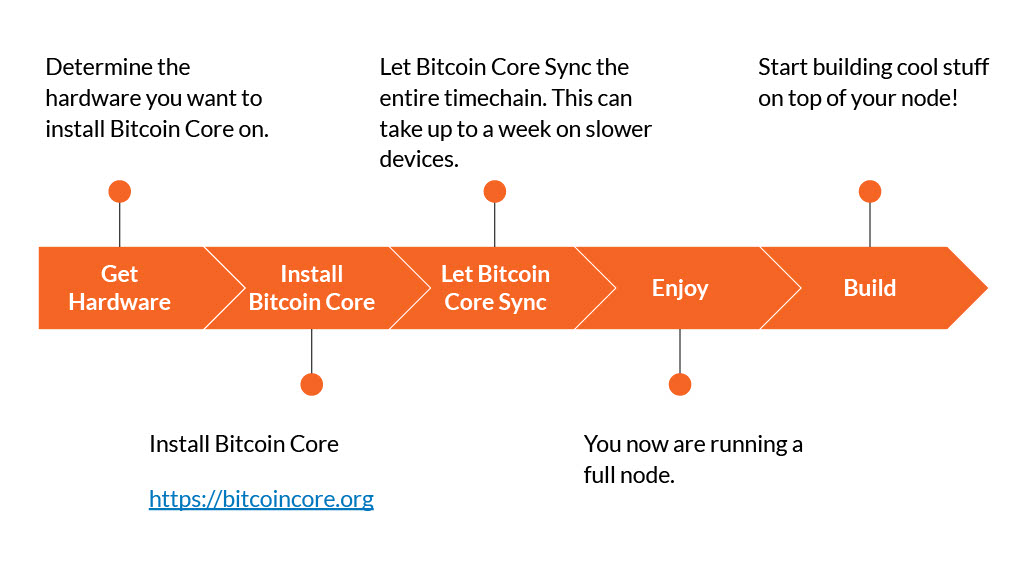 Determine the
hardware you want to
install Bitcoin Core on.
Let Bitcoin Core Sync the
entire timechain. This can
take up to a week on slower
devices.
Start building cool stuff
on top of your node!
Get
Hardware
Install
Bitcoin Core
Let Bitcoin
Core Sync
Enjoy
Build
Install Bitcoin Core
https://bitcoincore.org
You now are running a
full node.